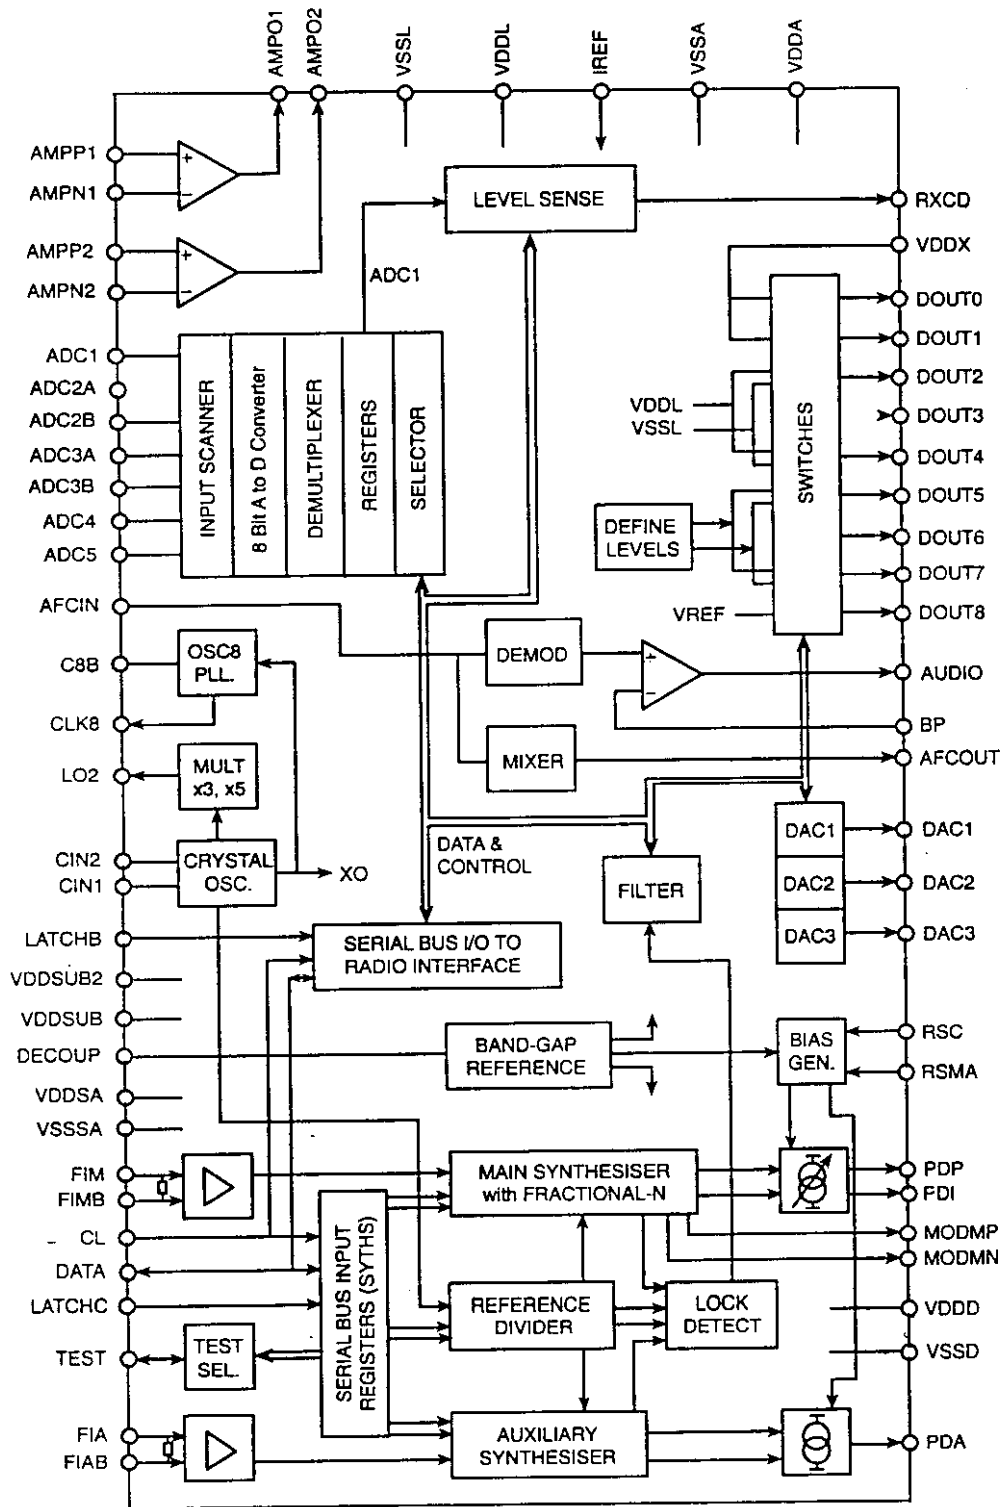 AMPO1
AMPO2
VSSL
VDDL
IREF
VSSA
VDDA
AMPP1
+
AMPN1
−
LEVEL SENSE
RXCD
AMPP2
+
AMPN2
−
ADC1
VDDX
DOUT0
DOUT1
DOUT2
DOUT3
DOUT4
DOUT5
DOUT6
DOUT7
DOUT8
SWITCHES
VDDL
VSSL
DEFINE
LEVELS
VREF
ADC1
ADC2A
ADC2B
ADC3A
ADC3B
ADC4
ADC5
INPUT SCANNER
8 Bit A to D Converter
DEMULTIPLEXER
REGISTERS
SELECTOR
AFCIN
C8B
OSC8
PLL.
CLK8
DEMOD
+
−
AUDIO
BP
MIXER
AFCOUT
LO2
MULT
x3, x5
CIN2
CIN1
CRYSTAL
OSC.
XO
DATA &
CONTROL
FILTER
DAC1
DAC2
DAC3
DAC1
DAC2
DAC3
LATCHB
SERIAL BUS I/O TO
RADIO INTERFACE
VDDSUB2
VDDSUB
DECOUP
BAND-GAP
REFERENCE
BIAS
GEN.
RSC
RSMA
VDDSA
VSSSA
FIM
FIMB
MAIN SYNTHESISER
with FRACTIONAL-N
PDP
PDI
MODMP
MODMN
CL
DATA
LATCHC
SERIAL BUS INPUT
REGISTERS (SYTHS)
REFERENCE
DIVIDER
LOCK
DETECT
VDDD
VSSD
TEST
TEST
SEL.
FIA
FIAB
AUXILIARY
SYNTHESISER
PDA